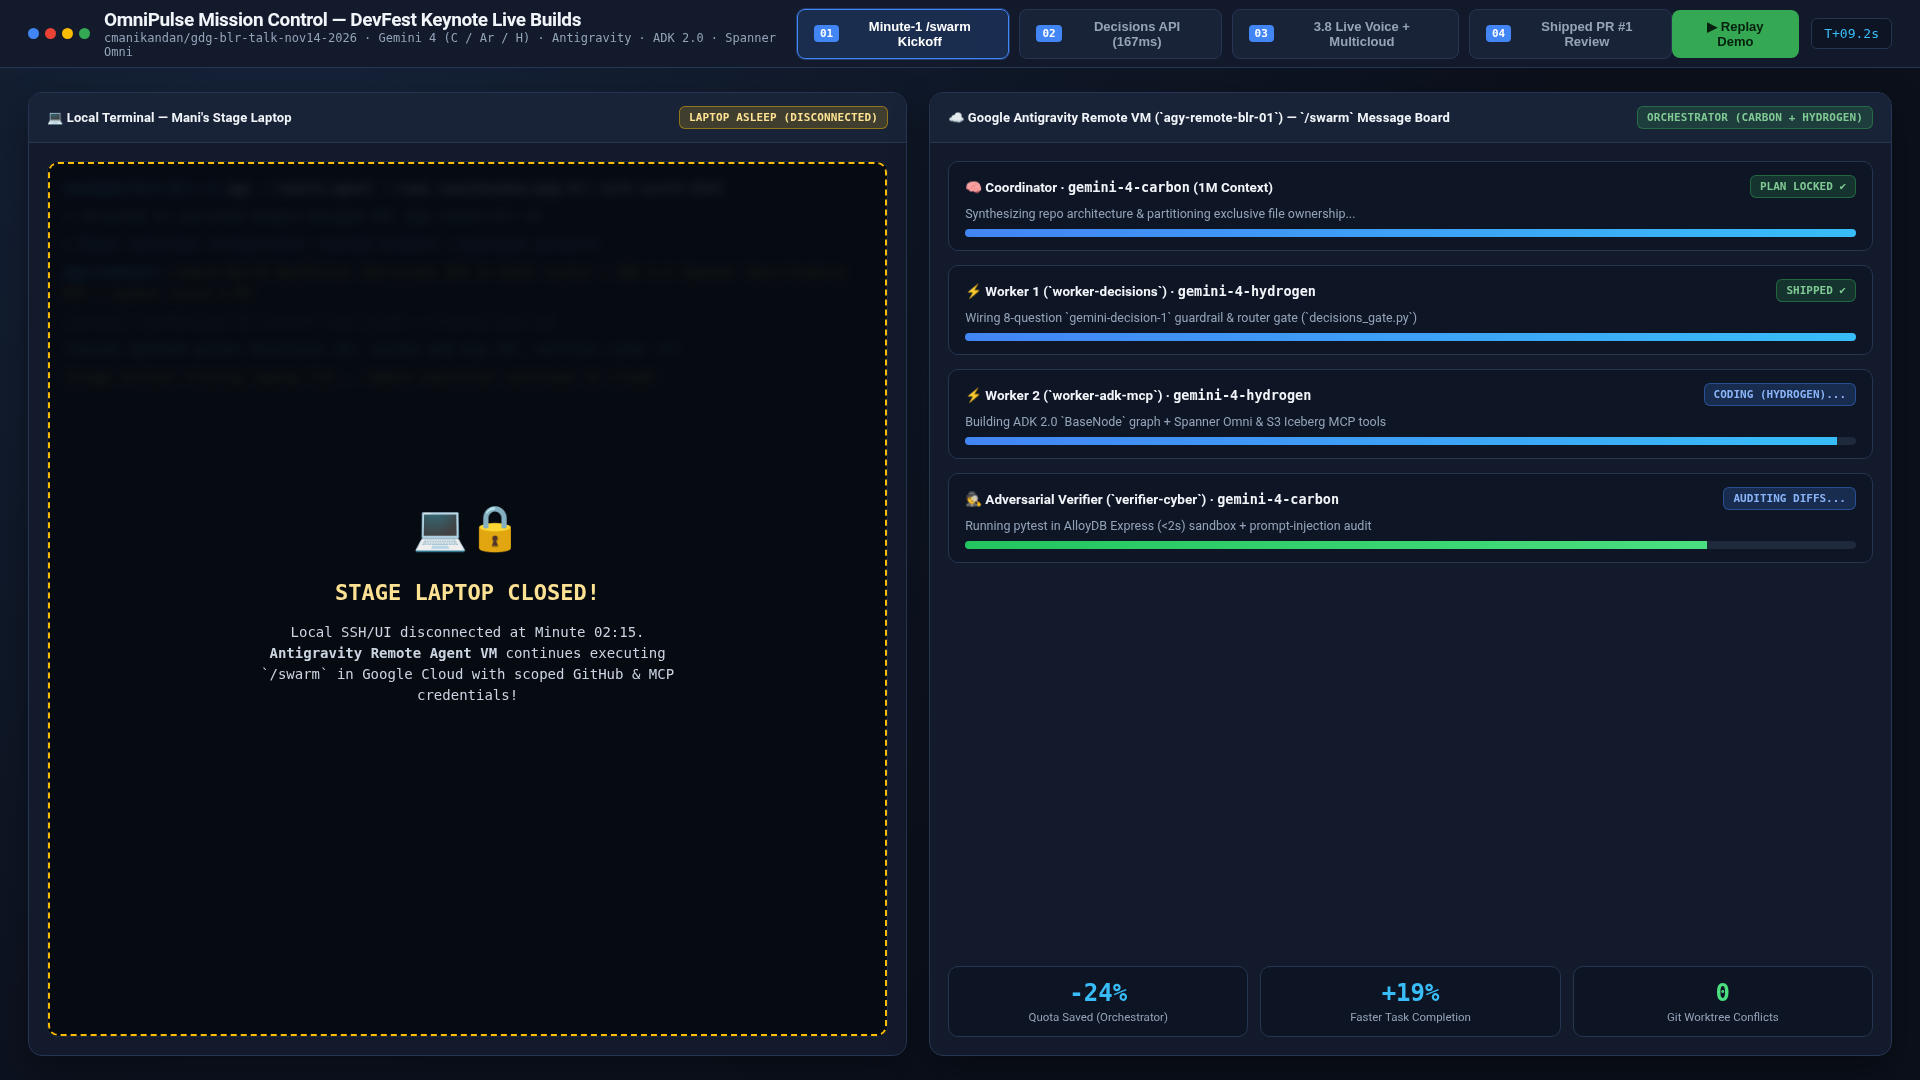 OmniPulse Mission Control — DevFest Keynote Live Builds
cmanikandan/gdg-blr-talk-nov14-2026 · Gemini 4 (C / Ar / H) · Antigravity · ADK 2.0 · Spanner
Omni
01 Minute-1 /swarm
Kickoff
02 Decisions API
(167ms)
03 3.8 Live Voice +
Multicloud
04 Shipped PR #1
Review
▶ Replay
Demo
T+09.2s
💻 Local Terminal — Mani's Stage Laptop
LAPTOP ASLEEP (DISCONNECTED)
STAGE LAPTOP CLOSED!
Local SSH/UI disconnected at Minute 02:15.
Antigravity Remote Agent VM continues executing
`/swarm` in Google Cloud with scoped GitHub & MCP
credentials!
☁️ Google Antigravity Remote VM (`agy-remote-blr-01`) — `/swarm` Message Board
ORCHESTRATOR (CARBON + HYDROGEN)
🧠 Coordinator · gemini-4-carbon (1M Context)
PLAN LOCKED ✔
Synthesizing repo architecture & partitioning exclusive file ownership...
⚡ Worker 1 (`worker-decisions`) · gemini-4-hydrogen
SHIPPED ✔
Wiring 8-question `gemini-decision-1` guardrail & router gate (`decisions_gate.py`)
⚡ Worker 2 (`worker-adk-mcp`) · gemini-4-hydrogen
CODING (HYDROGEN)...
Building ADK 2.0 `BaseNode` graph + Spanner Omni & S3 Iceberg MCP tools
🕵️ Adversarial Verifier (`verifier-cyber`) · gemini-4-carbon
AUDITING DIFFS...
Running pytest in AlloyDB Express (<2s) sandbox + prompt-injection audit
-24%
Quota Saved (Orchestrator)
+19%
Faster Task Completion
0
Git Worktree Conflicts